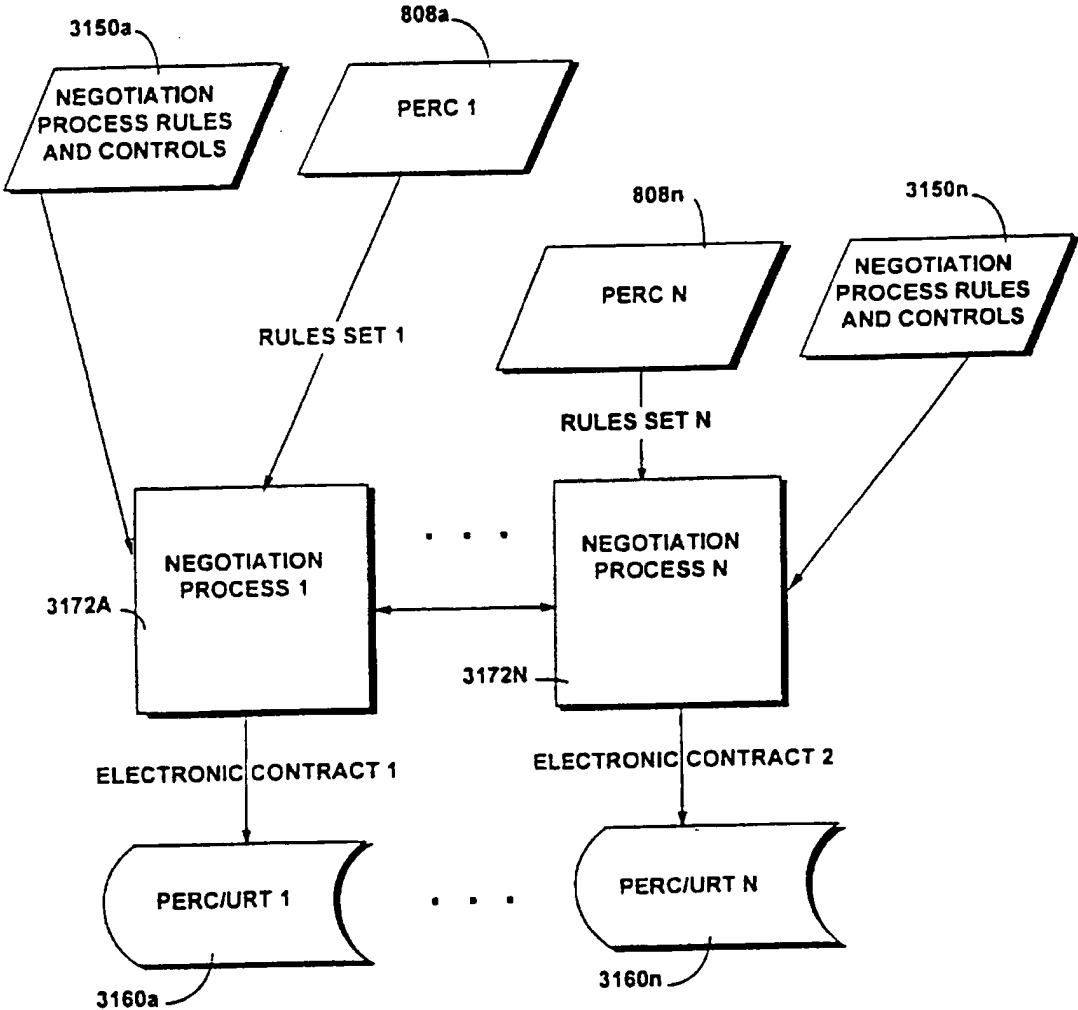 3150a
808a
NEGOTIATION
PROCESS RULES
AND CONTROLS
PERC 1
808n
3150n
PERC N
NEGOTIATION
PROCESS RULES
AND CONTROLS
RULES SET 1
RULES SET N
NEGOTIATION
PROCESS 1
. . .
NEGOTIATION
PROCESS N
3172A
3172N
ELECTRONIC CONTRACT 1
ELECTRONIC CONTRACT 2
PERC/URT 1
. . .
PERC/URT N
3160a
3160n